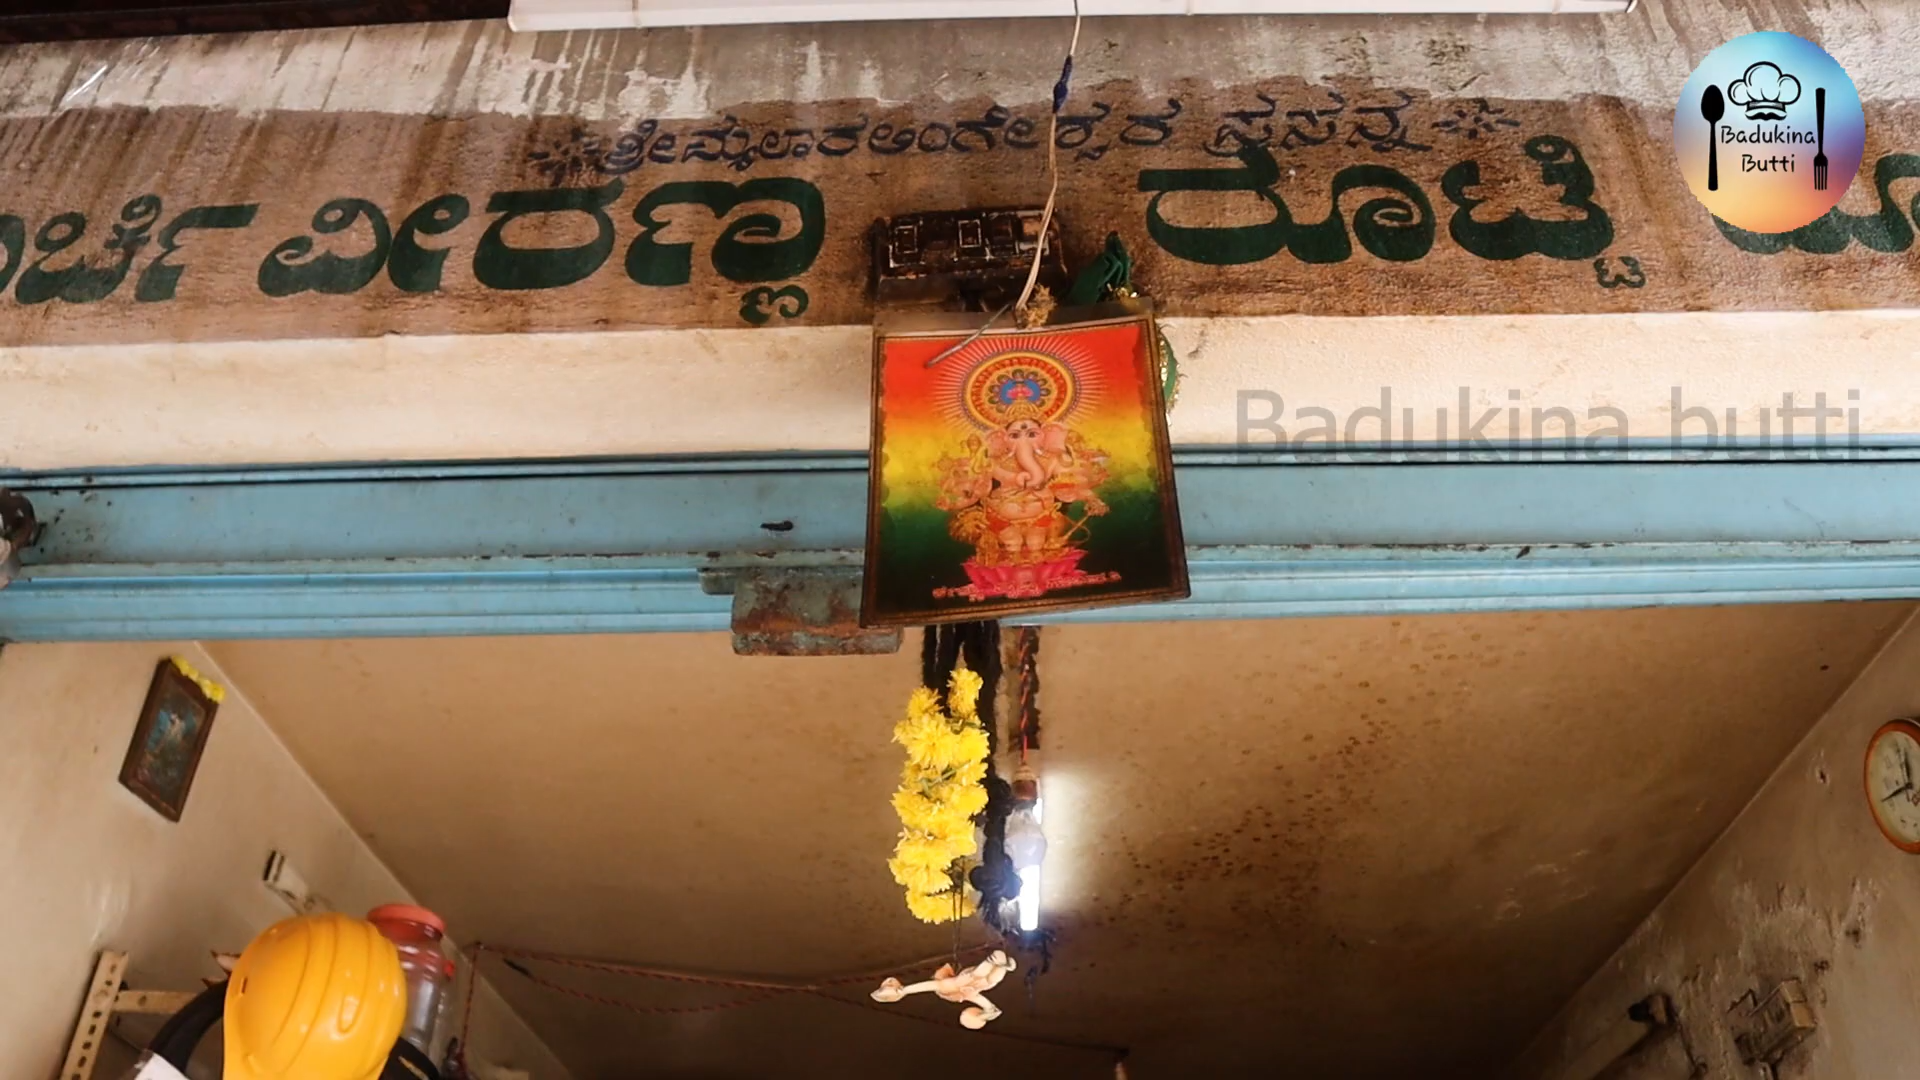 ಶ್ರೀ ಮೈಲಾರಲಿಂಗೇಶ್ವರ ಪ್ರಸನ್ನ
ವೀರಣ್ಣ ರೊಟ್ಟಿ
Badukina
Butti
Badukina butti